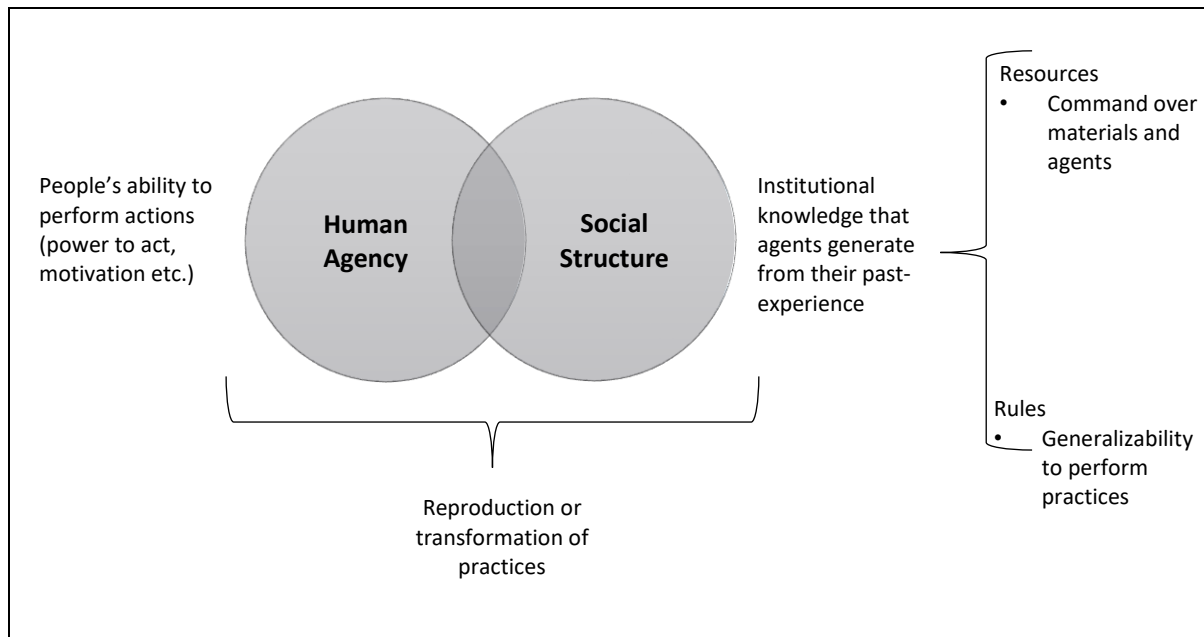 People’s ability to
perform actions
(power to act,
motivation etc.)
Human
Agency
Social
Structure
Institutional
knowledge that
agents generate
from their past-
experience
Resources
• Command over
materials and
agents
Rules
• Generalizability
to perform
practices
Reproduction or
transformation of
practices